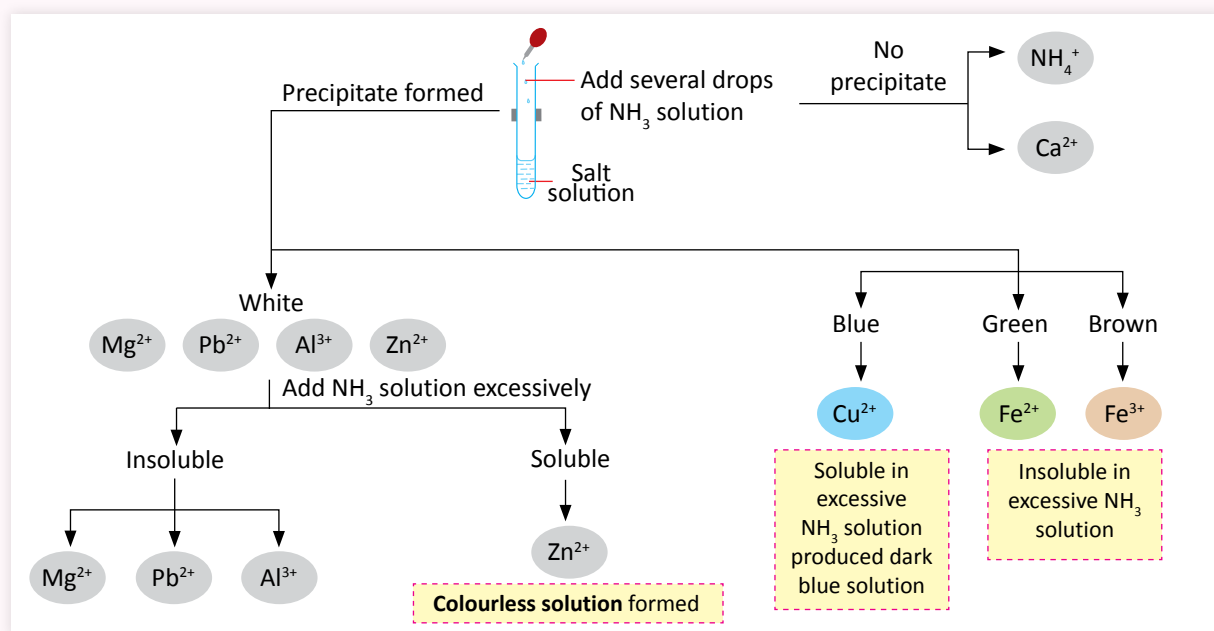 Precipitate formed
Add several drops
of NH₃ solution
No
precipitate
NH₄⁺
Ca²⁺
Salt
solution
White
Mg²⁺ Pb²⁺ Al³⁺ Zn²⁺
Add NH₃ solution excessively
Insoluble
Soluble
Mg²⁺ Pb²⁺ Al³⁺
Zn²⁺
Colourless solution formed
Blue Green Brown
Cu²⁺ Fe²⁺ Fe³⁺
Soluble in
excessive
NH₃ solution
produced dark
blue solution
Insoluble in
excessive NH₃
solution